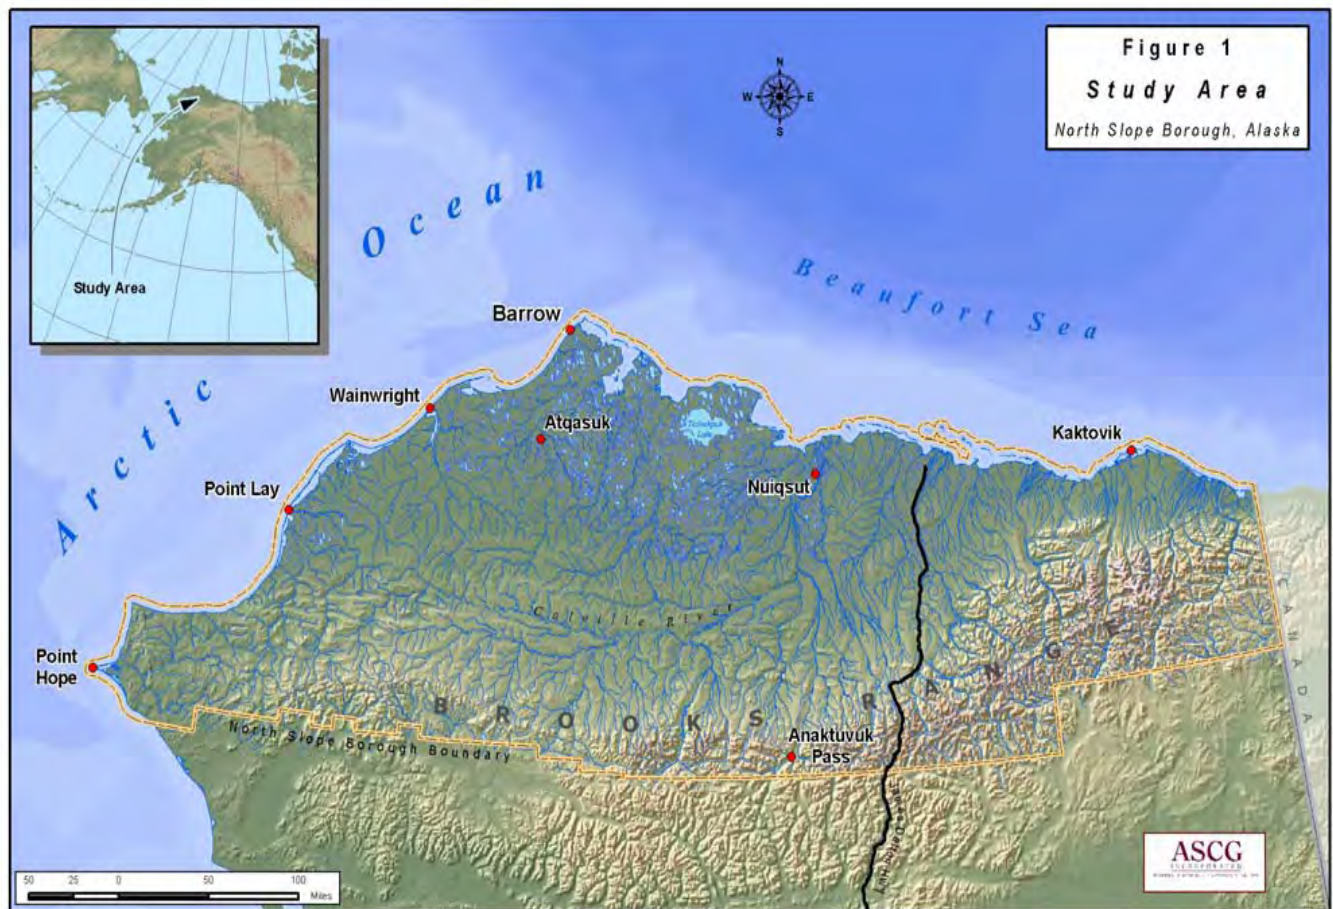 Figure 1
Study Area
North Slope Borough, Alaska
N
W E
S
Study Area
Arctic Ocean
Beaufort Sea
Barrow
Wainwright
Atqasuk
Kaktovik
Point Lay
Nuiqsut
Colville River
CANADA
Point
Hope
BROOKS RANGE
North Slope Borough Boundary
Anaktuvuk
Pass
ASCG
INCORPORATED
50 25 0 50 100
Miles